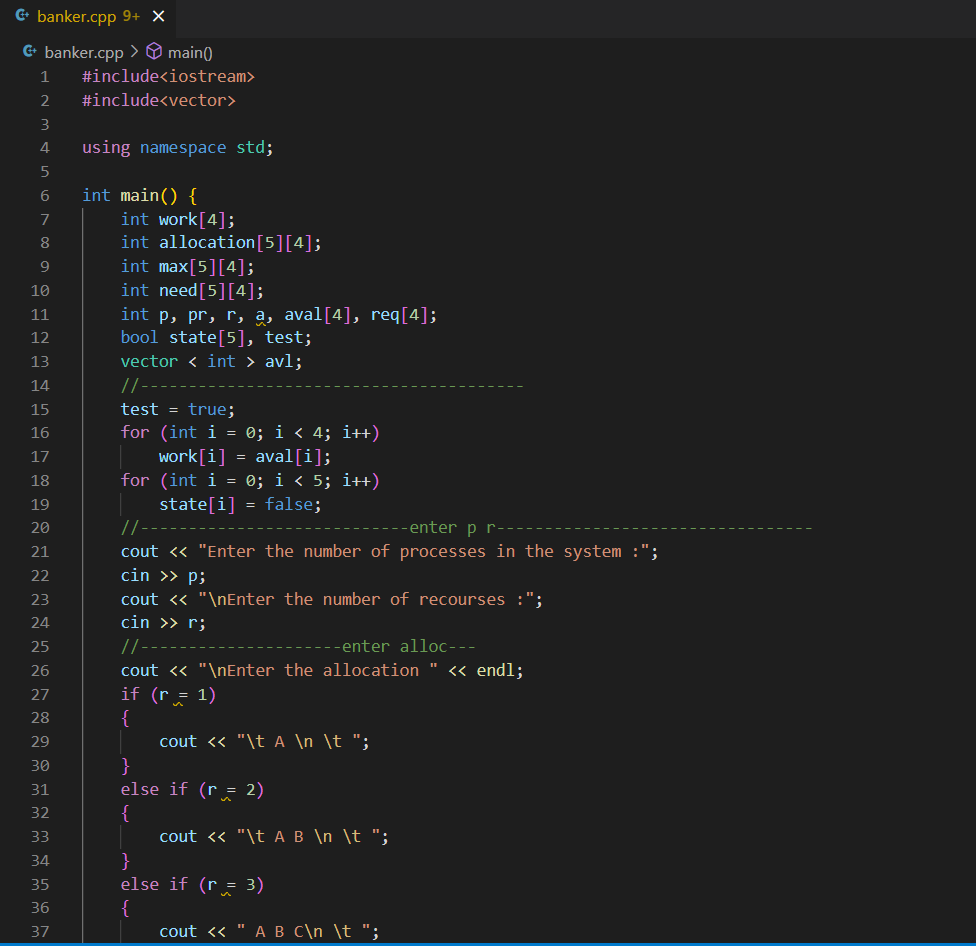 banker.cpp 9+ ×
banker.cpp > main()
1 #include<iostream>
2 #include<vector>
3
4 using namespace std;
5
6 int main() {
7     int work[4];
8     int allocation[5][4];
9     int max[5][4];
10     int need[5][4];
11     int p, pr, r, a, aval[4], req[4];
12     bool state[5], test;
13     vector < int > avl;
14     //----------------------------------------
15     test = true;
16     for (int i = 0; i < 4; i++)
17         work[i] = aval[i];
18     for (int i = 0; i < 5; i++)
19         state[i] = false;
20     //----------------------------enter p r---------------------------------
21     cout << "Enter the number of processes in the system :";
22     cin >> p;
23     cout << "\nEnter the number of recourses :";
24     cin >> r;
25     //---------------------enter alloc---
26     cout << "\nEnter the allocation " << endl;
27     if (r = 1)
28     {
29         cout << "\t A \n \t ";
30     }
31     else if (r = 2)
32     {
33         cout << "\t A B \n \t ";
34     }
35     else if (r = 3)
36     {
37         cout << " A B C\n \t ";